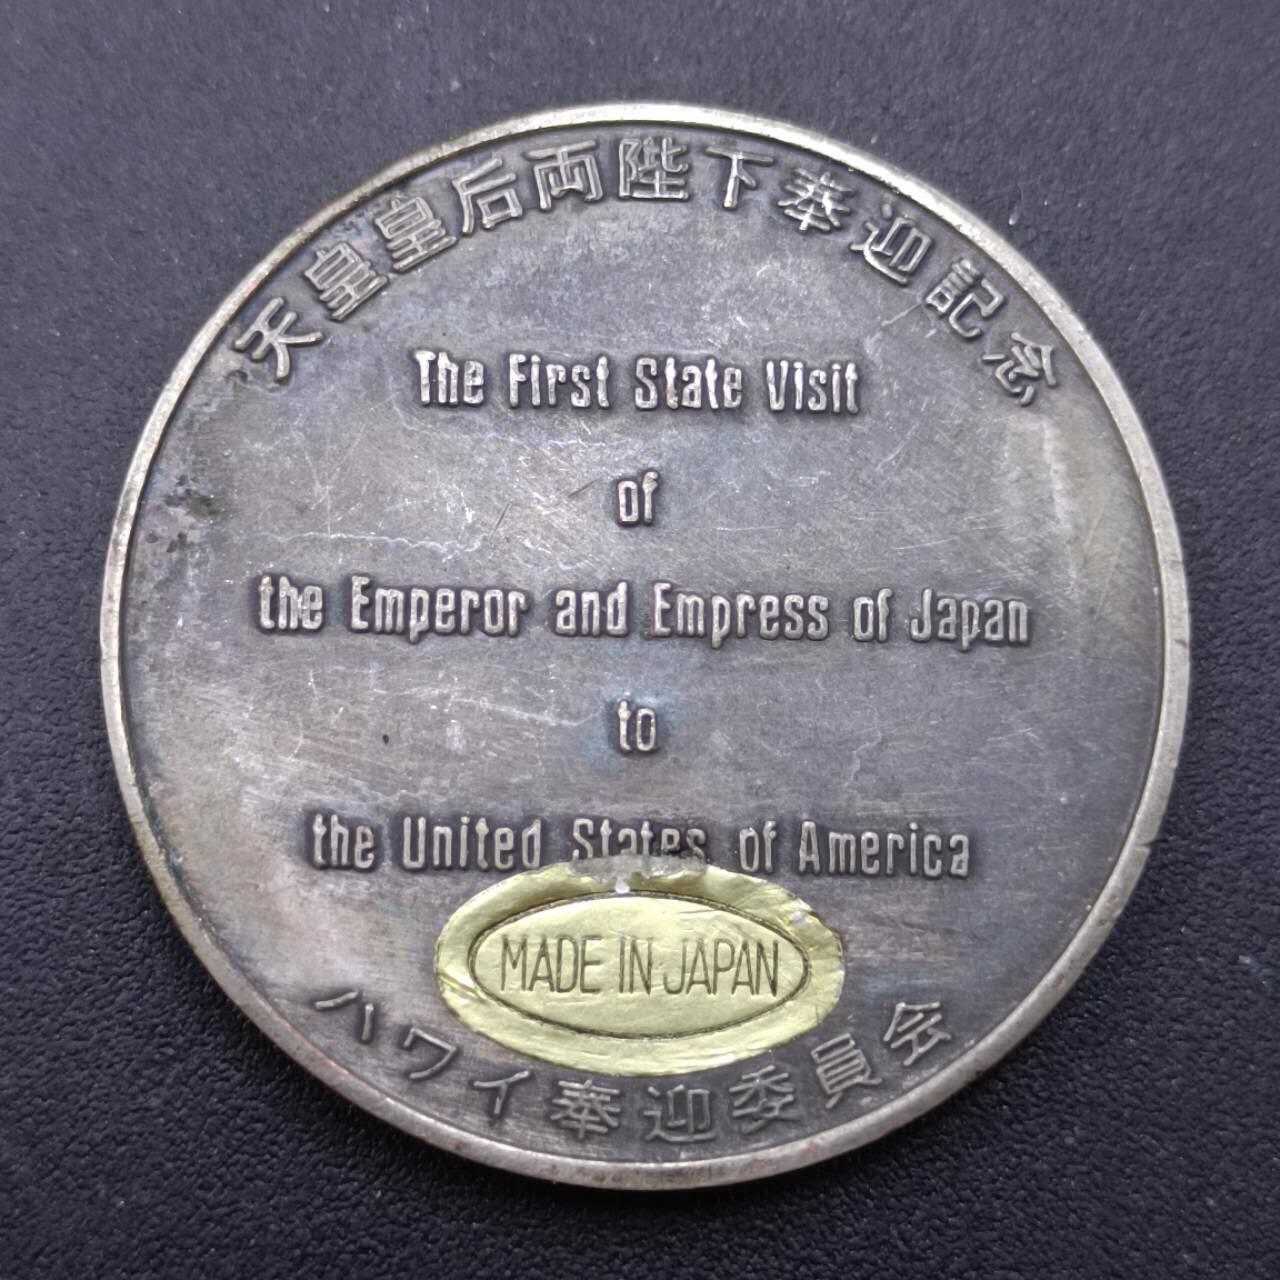 天皇皇后両陛下奉迎記念
The First State Visit
of
the Emperor and Empress of Japan
to
the United States of America
MADE IN JAPAN
ハワイ奉迎委員会